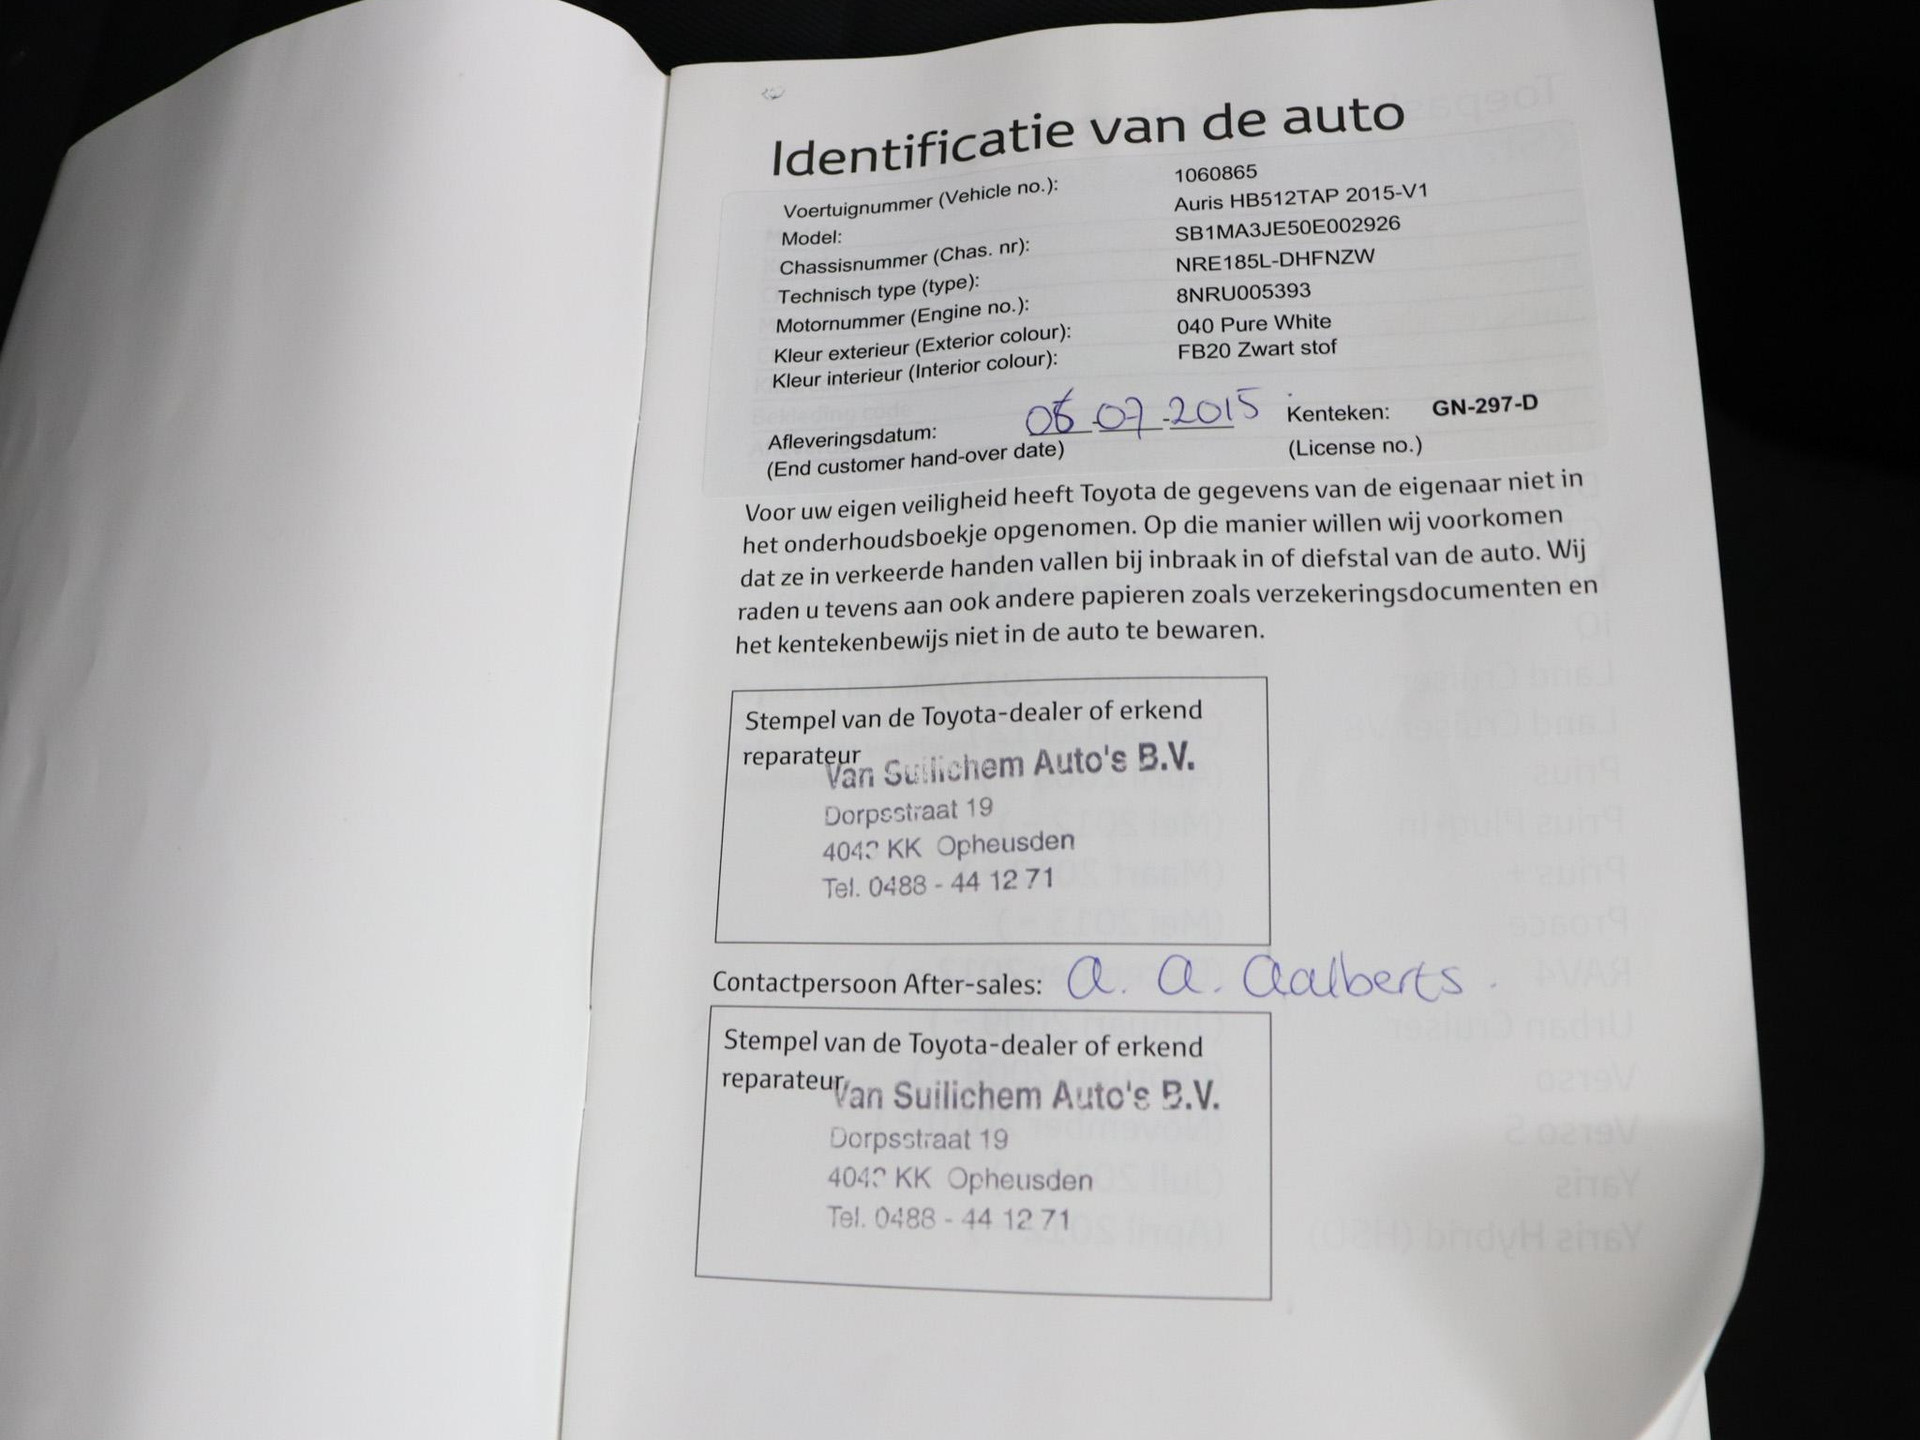 Identificatie van de auto
Voertuignummer (Vehicle no.): 1060865
Model: Auris HB512TAP 2015-V1
Chassisnummer (Chas. nr): SB1MA3JE50E002926
Technisch type (type): NRE185L-DHFNZW
Motornummer (Engine no.): 8NRU005393
Kleur exterieur (Exterior colour): 040 Pure White
Kleur interieur (Interior colour): FB20 Zwart stof
Afleveringsdatum: 06-07-2015 Kenteken: GN-297-D
(End customer hand-over date) (License no.)
Voor uw eigen veiligheid heeft Toyota de gegevens van de eigenaar niet in
het onderhoudsboekje opgenomen. Op die manier willen wij voorkomen
dat ze in verkeerde handen vallen bij inbraak in of diefstal van de auto. Wij
raden u tevens aan ook andere papieren zoals verzekeringsdocumenten en
het kentekenbewijs niet in de auto te bewaren.
Stempel van de Toyota-dealer of erkend
reparateur
Van Suilichem Auto's B.V.
Dorpsstraat 19
KK Opheusden
Tel. 0488 - 44 12 71
Contactpersoon After-sales: A. A. Aalberts.
Stempel van de Toyota-dealer of erkend
reparateur
Van Suilichem Auto's B.V.
Dorpsstraat 19
KK Opheusden
Tel. 0488 - 44 12 71